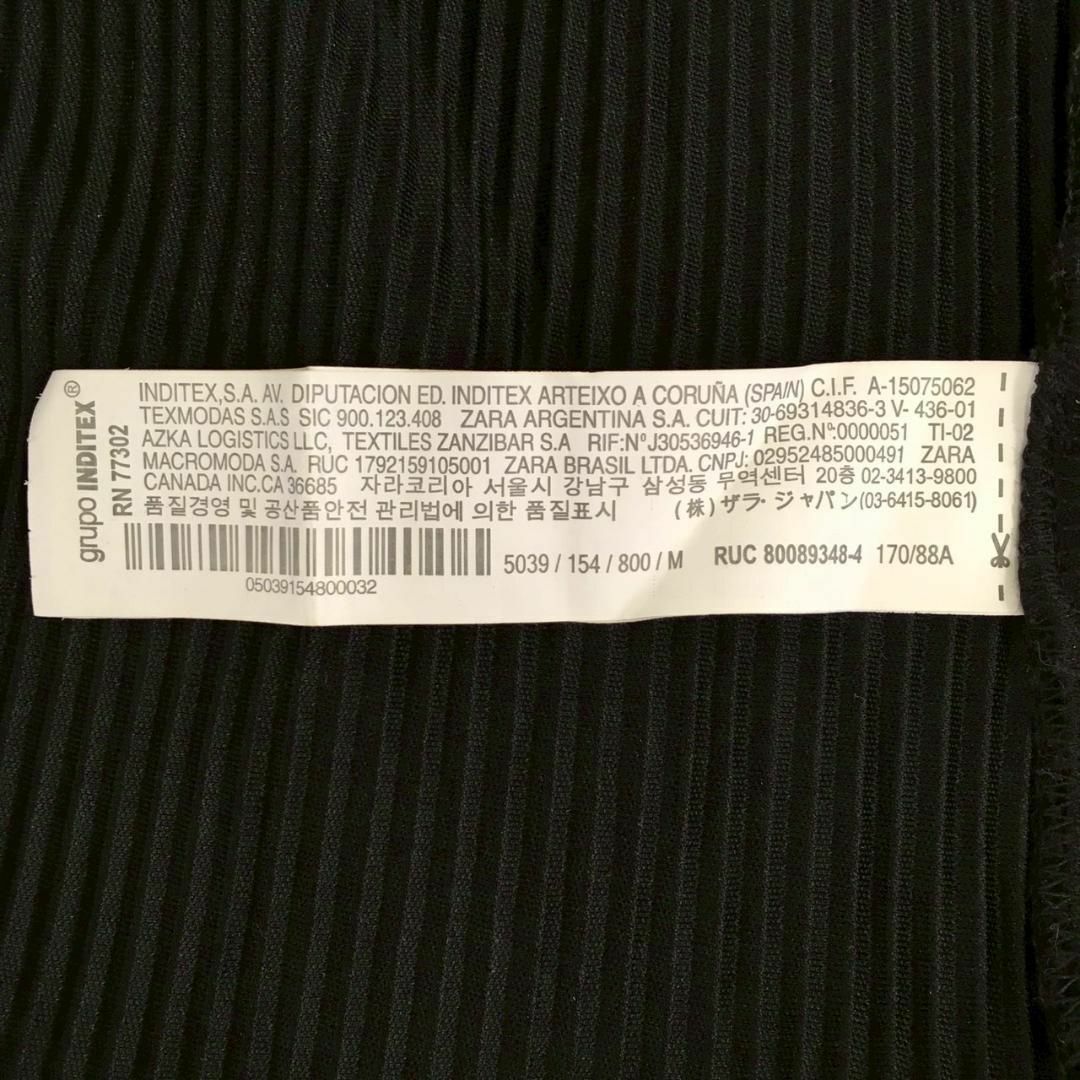 grupo INDITEX®
RN 77302
INDITEX,S.A. AV. DIPUTACION ED. INDITEX ARTEIXO A CORUÑA (SPAIN) C.I.F. A-15075062
TEXMODAS S.A.S SIC 900.123.408 ZARA ARGENTINA S.A. CUIT: 30-69314836-3 V- 436-01
AZKA LOGISTICS LLC, TEXTILES ZANZIBAR S.A RIF:Nº J30536946-1 REG.Nº:0000051 TI-02
MACROMODA S.A. RUC 1792159105001 ZARA BRASIL LTDA. CNPJ: 02952485000491 ZARA
CANADA INC.CA 36685 자라코리아 서울시 강남구 삼성동 무역센터 20층 02-3413-9800
품질경영 및 공산품안전 관리법에 의한 품질표시 (株)ザラ・ジャパン(03-6415-8061)
5039 / 154 / 800 / M RUC 80089348-4 170/88A
05039154800032